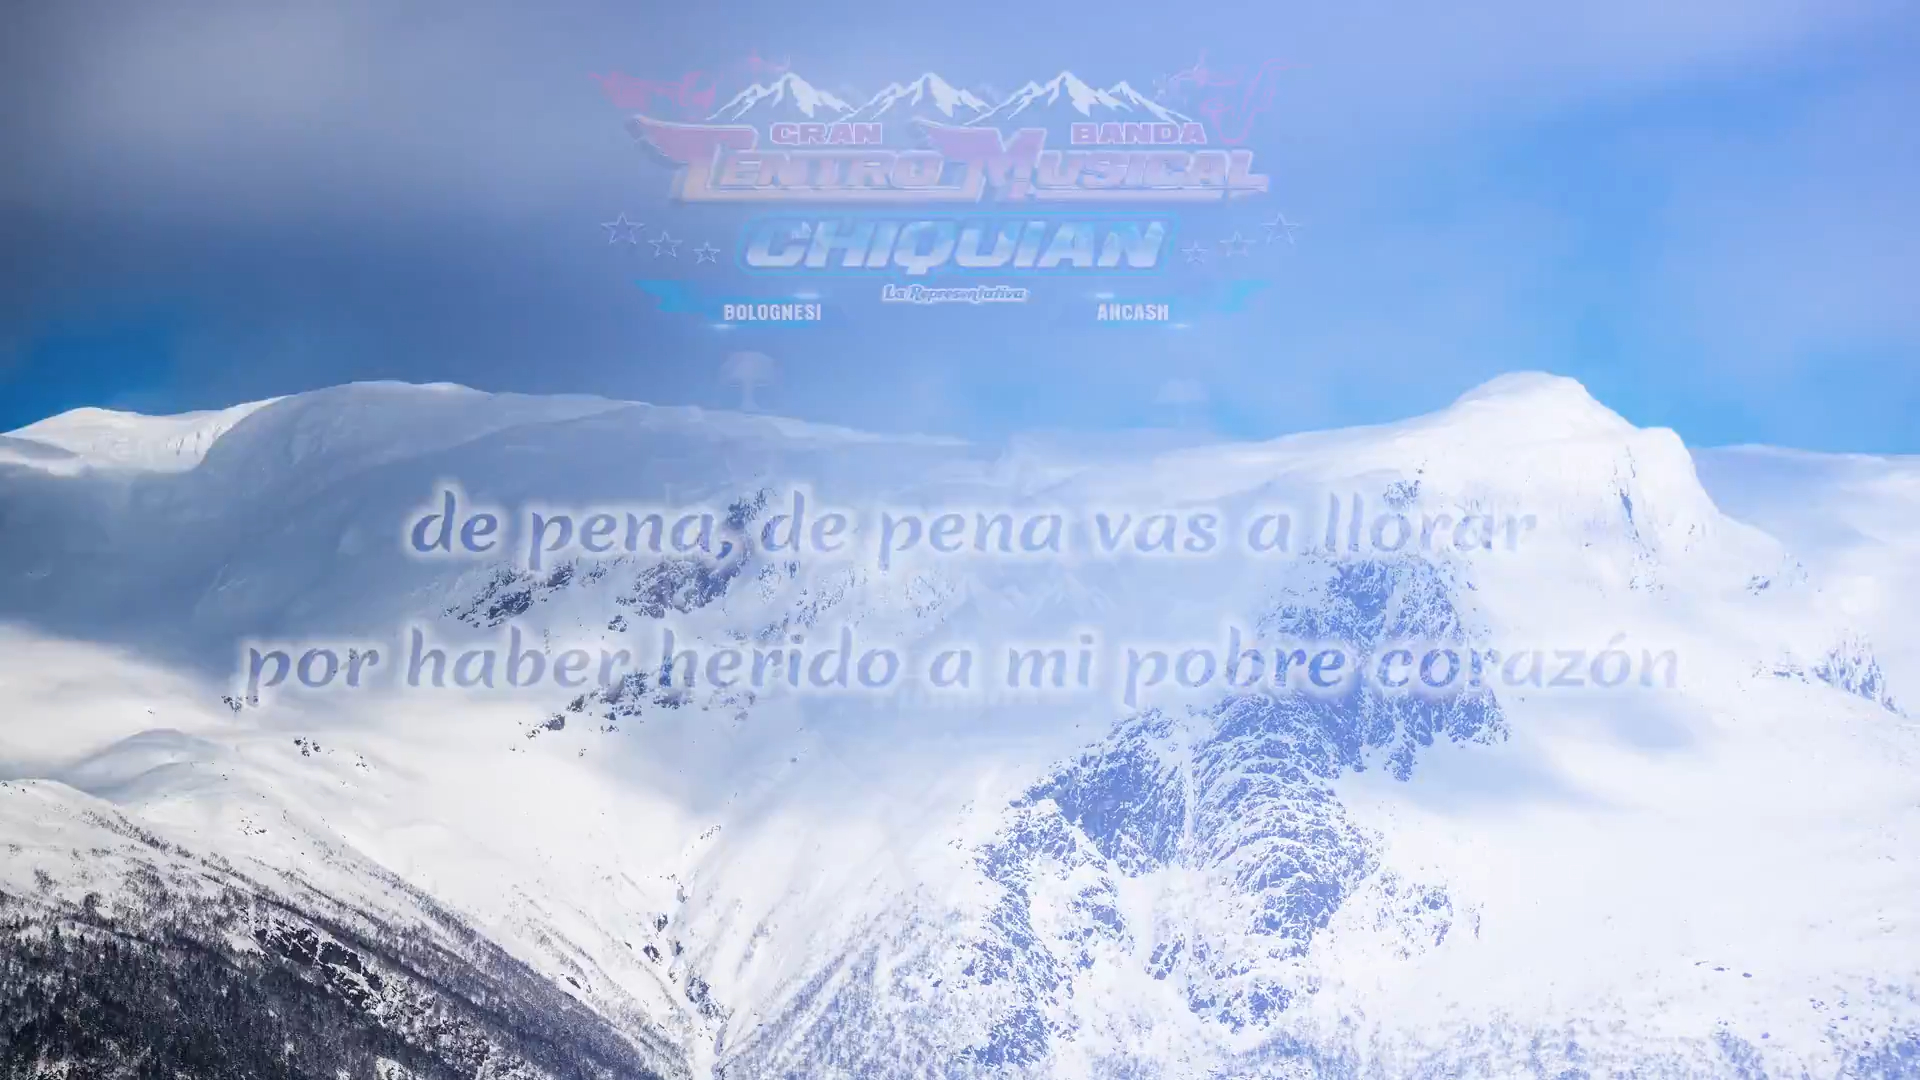 GRAN BANDA
CENTRO MUSICAL
CHIQUIAN
La Representativa
BOLOGNESI ANCASH
de pena, de pena vas a llorar
por haber herido a mi pobre corazón